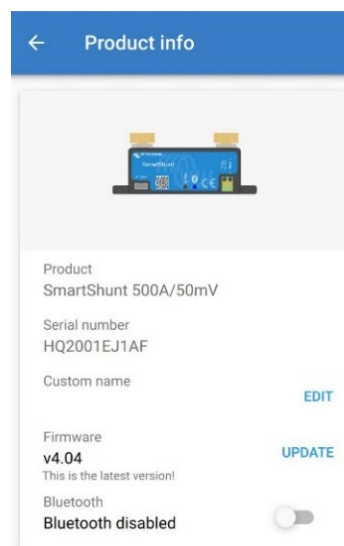 Product info
SmartShunt
Product
SmartShunt 500A/50mV
Serial number
HQ2001EJ1AF
Custom name
EDIT
Firmware
v4.04
UPDATE
This is the latest version!
Bluetooth
Bluetooth disabled